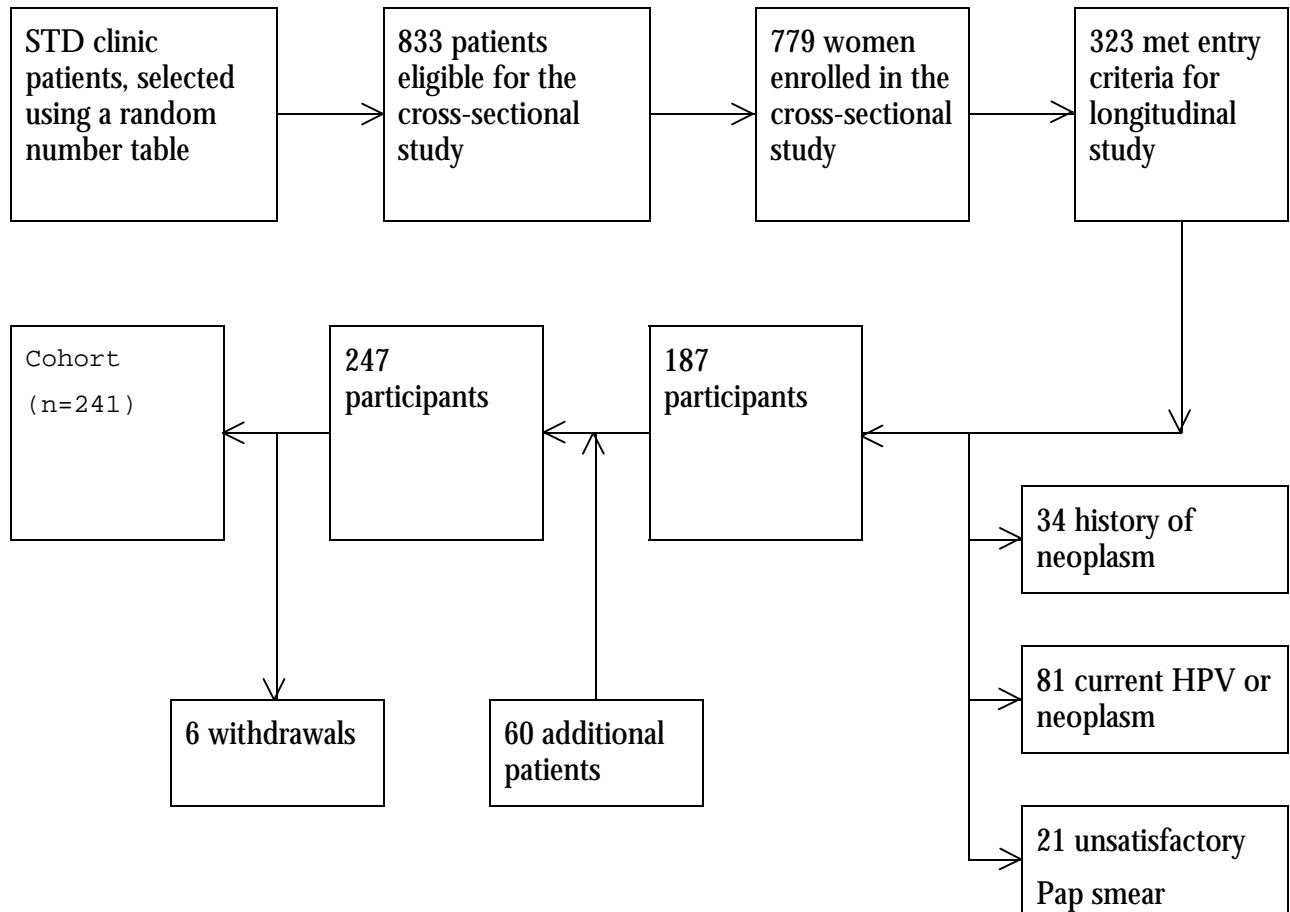 STD clinic
patients, selected
using a random
number table
833 patients
eligible for the
cross-sectional
study
779 women
enrolled in the
cross-sectional
study
323 met entry
criteria for
longitudinal
study
Cohort
(n=241)
247
participants
187
participants
34 history of
neoplasm
81 current HPV or
neoplasm
6 withdrawals
60 additional
patients
21 unsatisfactory
Pap smear